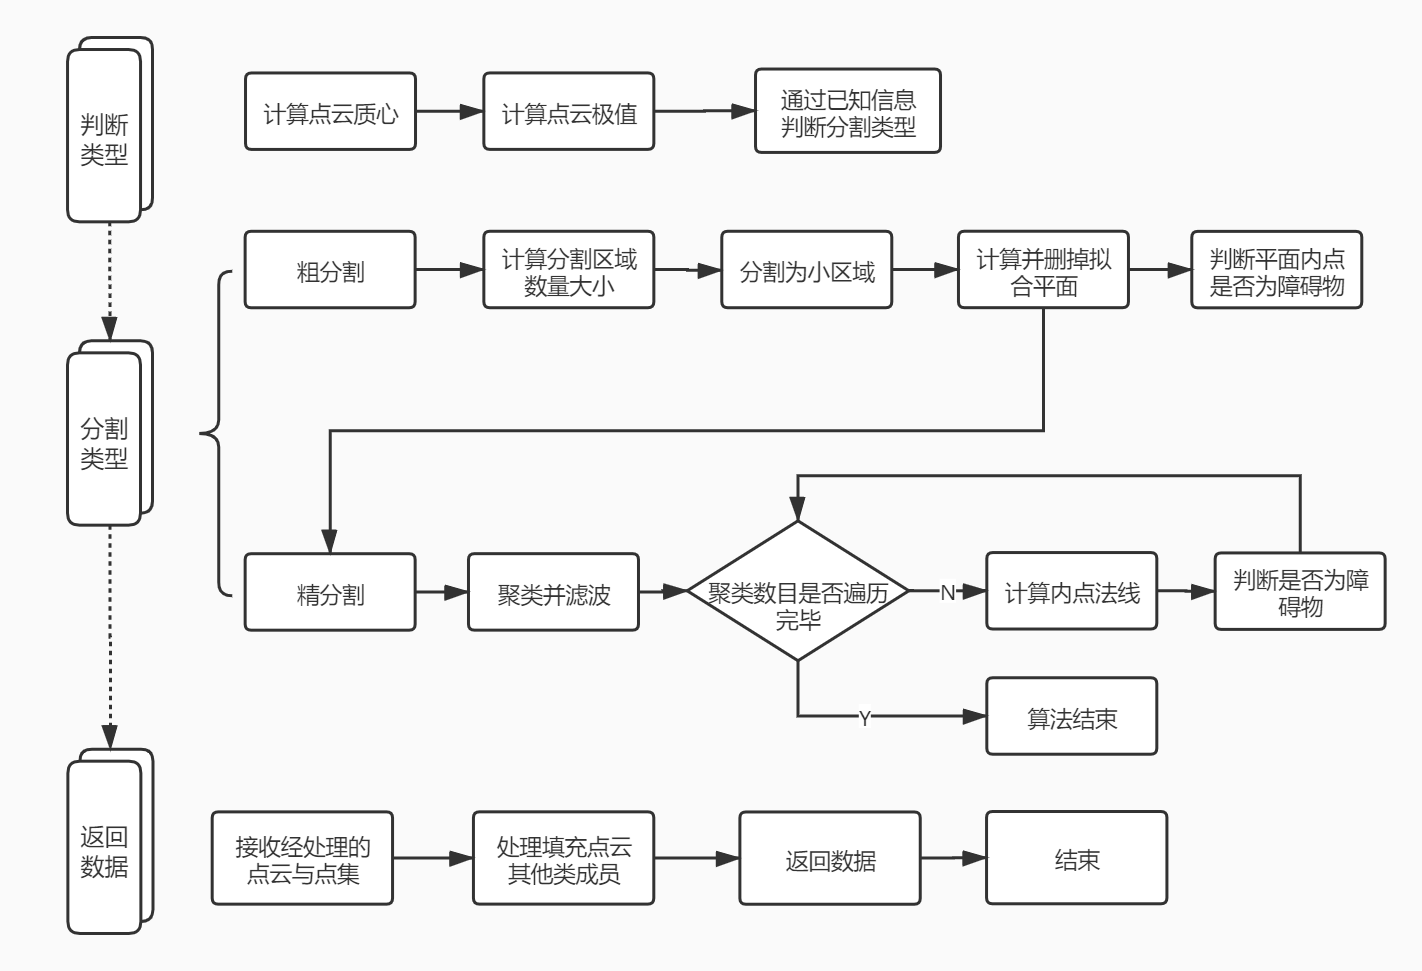 判断
类型
计算点云质心
计算点云极值
通过已知信息
判断分割类型
粗分割
计算分割区域
数量大小
分割为小区域
计算并删掉拟
合平面
判断平面内点
是否为障碍物
分割
类型
精分割
聚类并滤波
聚类数目是否遍历
完毕
N
计算内点法线
判断是否为障
碍物
Y
算法结束
返回
数据
接收经处理的
点云与点集
处理填充点云
其他类成员
返回数据
结束